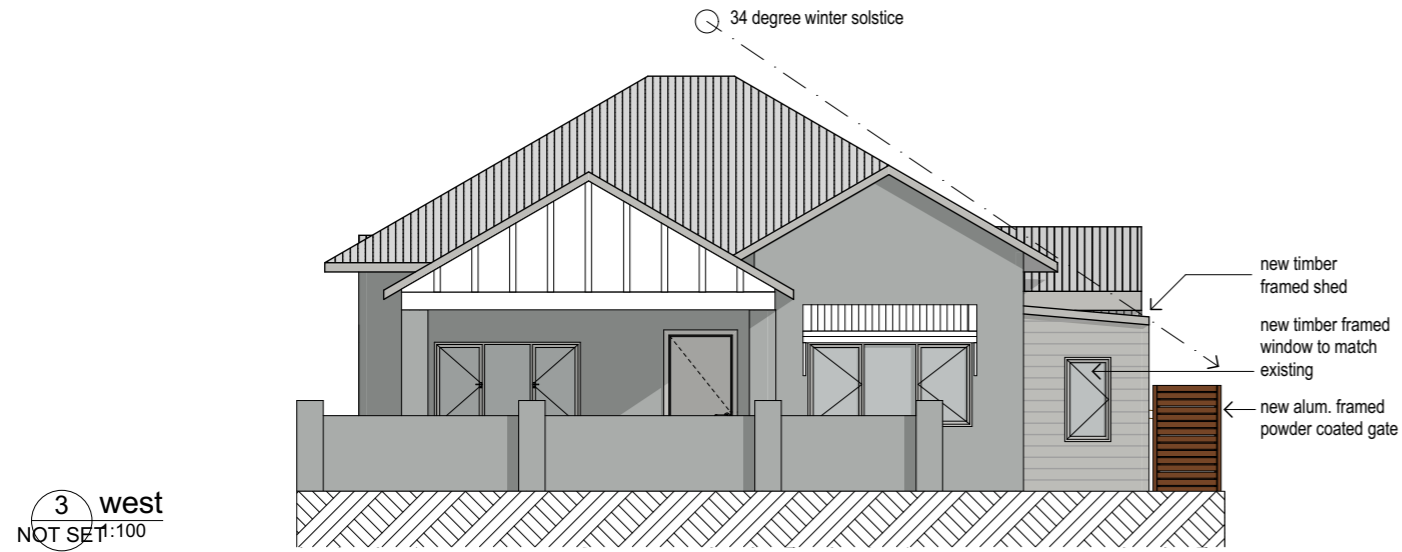 34 degree winter solstice
new timber
framed shed
new timber framed
window to match
existing
new alum. framed
powder coated gate
3 west
NOT SET 1:100